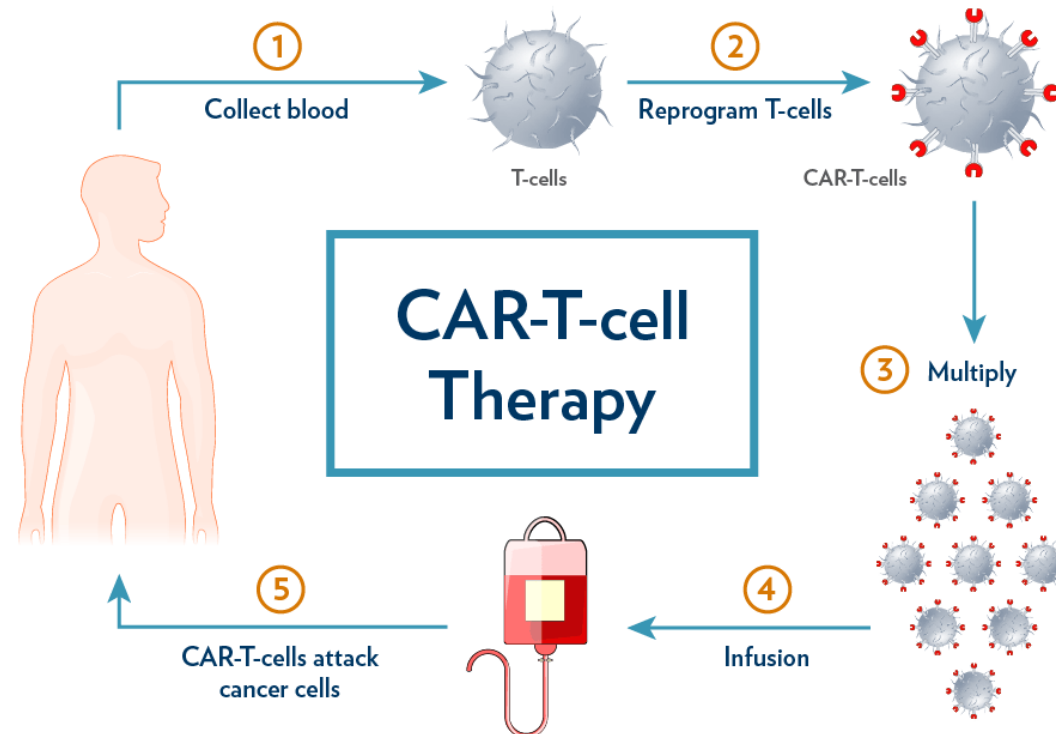 1
Collect blood
T-cells
2
Reprogram T-cells
CAR-T-cells
CAR-T-cell
Therapy
3 Multiply
4
Infusion
5
CAR-T-cells attack
cancer cells